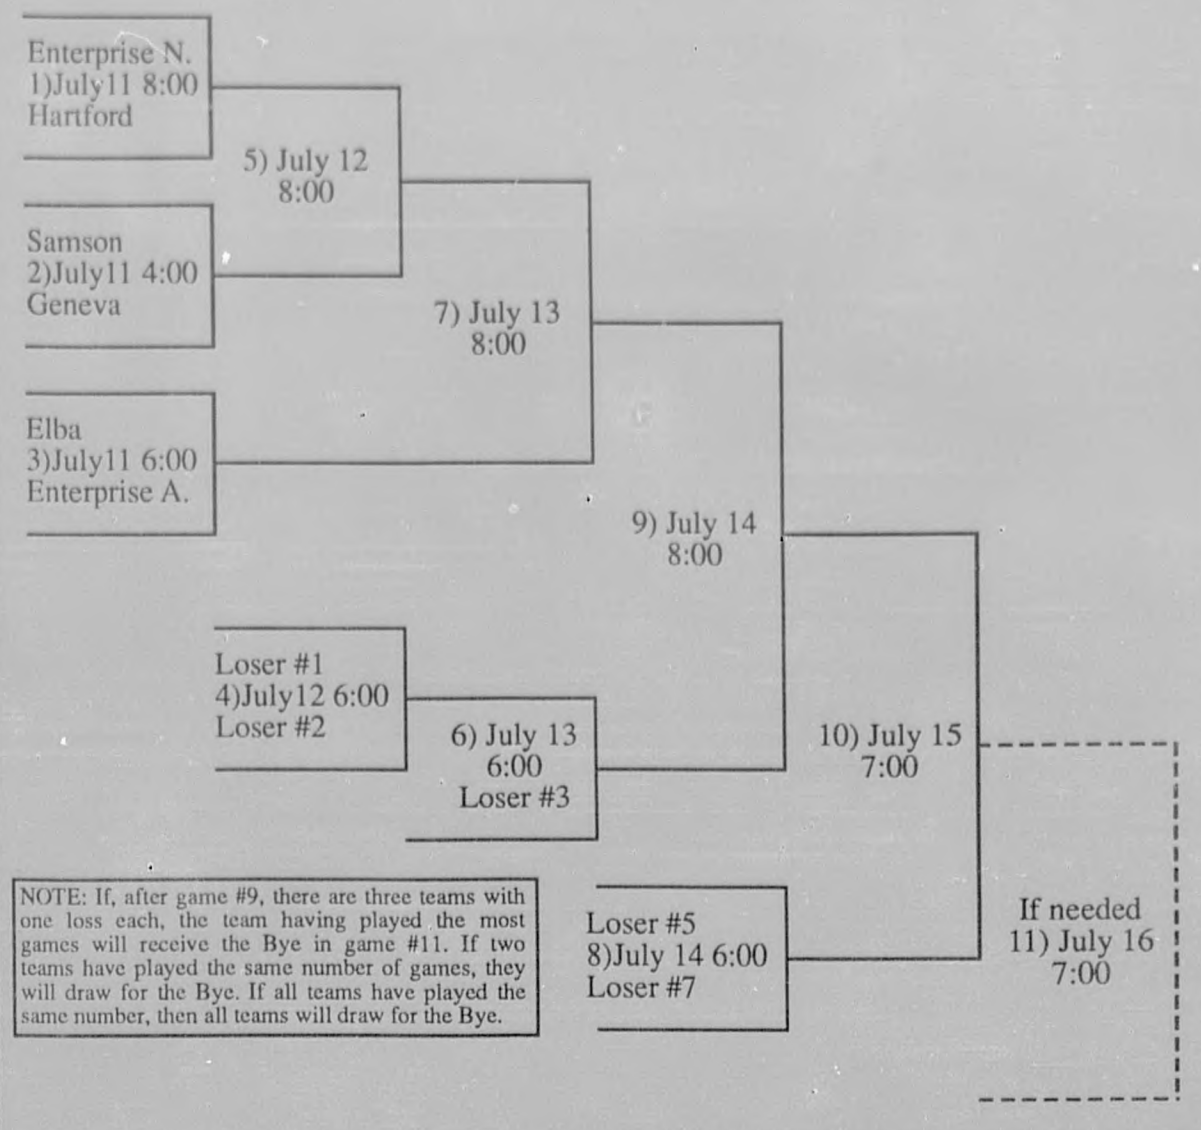 Enterprise N.
1)July11 8:00
Hartford
5) July 12
8:00
Samson
2)July11 4:00
Geneva
7) July 13
8:00
Elba
3)July11 6:00
Enterprise A.
9) July 14
8:00
Loser #1
4)July12 6:00
Loser #2
6) July 13
6:00
Loser #3
10) July 15
7:00
NOTE: If, after game #9, there are three teams with
one loss each, the team having played the most
games will receive the Bye in game #11. If two
teams have played the same number of games, they
will draw for the Bye. If all teams have played the
same number, then all teams will draw for the Bye.
Loser #5
8)July 14 6:00
Loser #7
If needed
11) July 16
7:00